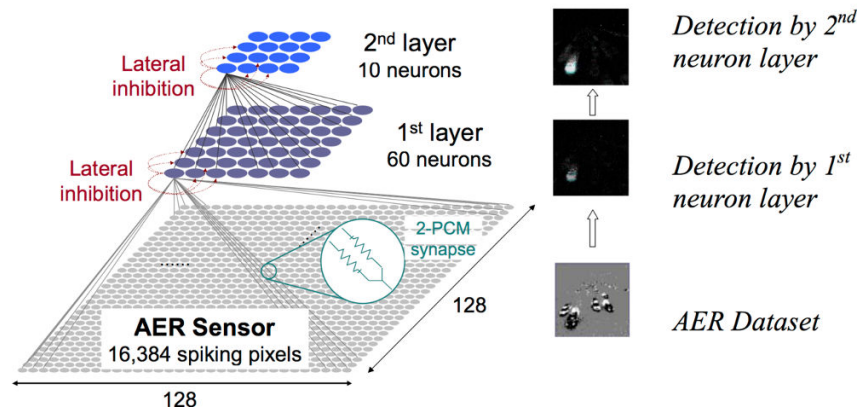 2nd layer
10 neurons
Lateral
inhibition
1st layer
60 neurons
Lateral
inhibition
2-PCM
synapse
AER Sensor
16,384 spiking pixels
128
128
Detection by 2nd
neuron layer
Detection by 1st
neuron layer
AER Dataset